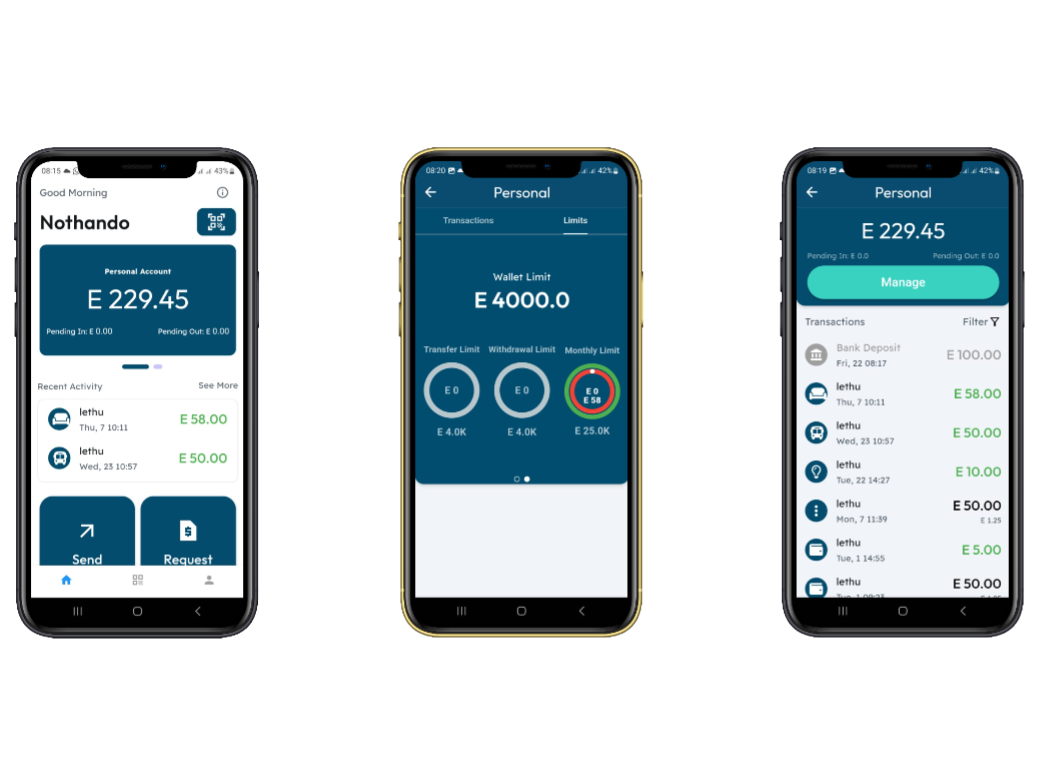 08:15
43%
Good Morning
Nothando
Personal Account
E 229.45
Pending In: E 0.00
Pending Out: E 0.00
Recent Activity
See More
lethu
E 58.00
Thu, 7 10:11
lethu
E 50.00
Wed, 23 10:57
Send
Request
08:20
42%
Personal
Transactions
Limits
Wallet Limit
E 4000.0
Transfer Limit
Withdrawal Limit
Monthly Limit
E 0
E 0
E 0
E 58
E 4.0K
E 4.0K
E 25.0K
08:19
42%
Personal
E 229.45
Pending In: E 0.0
Pending Out: E 0.0
Manage
Transactions
Filter
Bank Deposit
E 100.00
Fri, 22 08:17
lethu
E 58.00
Thu, 7 10:11
lethu
E 50.00
Wed, 23 10:57
lethu
E 10.00
Tue, 22 14:27
lethu
E 50.00
Mon, 7 11:39
E 1.25
lethu
E 5.00
Tue, 1 14:55
lethu
E 50.00